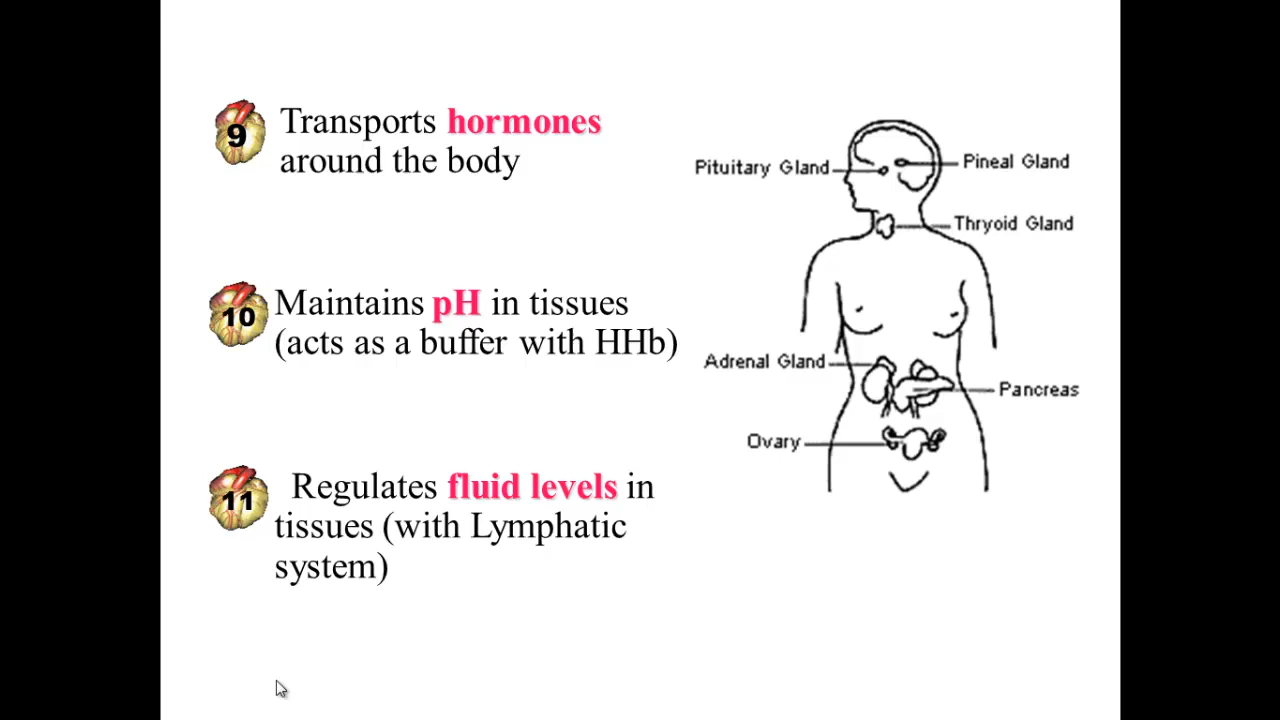 9 Transports hormones
around the body
10 Maintains pH in tissues
(acts as a buffer with HHb)
11 Regulates fluid levels in
tissues (with Lymphatic
system)
Pituitary Gland
Pineal Gland
Thryoid Gland
Adrenal Gland
Pancreas
Ovary